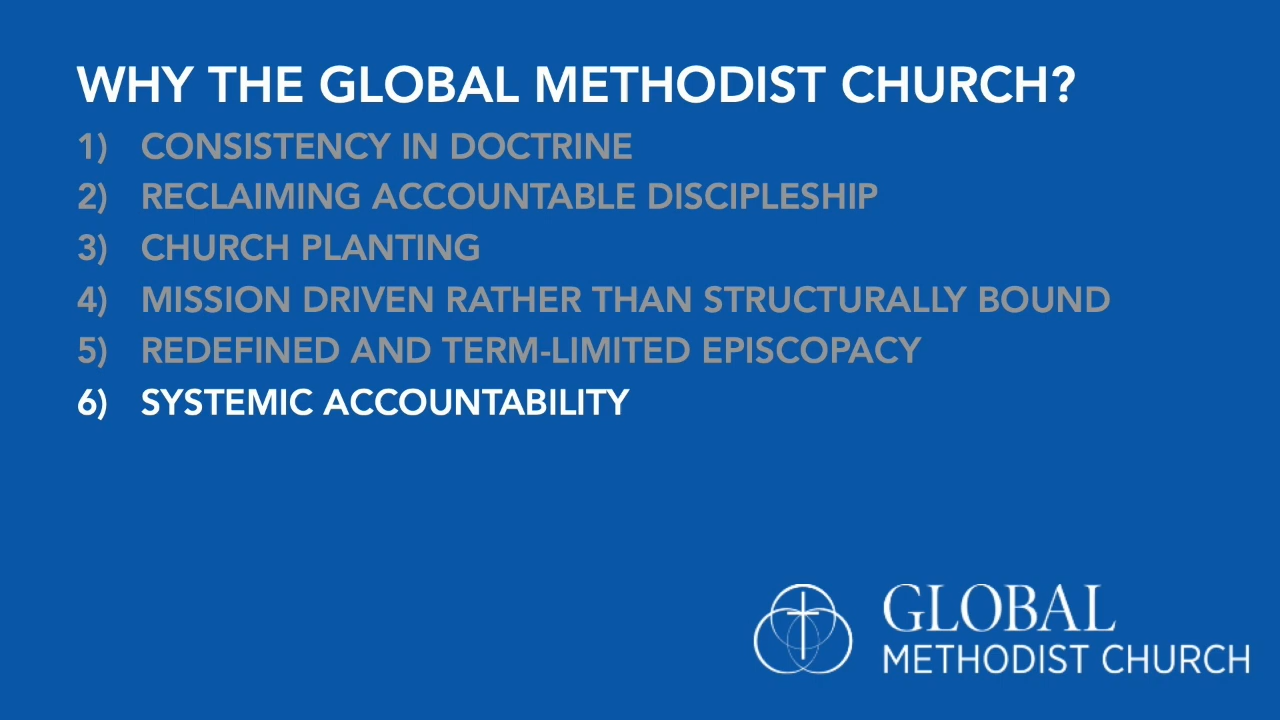 WHY THE GLOBAL METHODIST CHURCH?
1) CONSISTENCY IN DOCTRINE
2) RECLAIMING ACCOUNTABLE DISCIPLESHIP
3) CHURCH PLANTING
4) MISSION DRIVEN RATHER THAN STRUCTURALLY BOUND
5) REDEFINED AND TERM-LIMITED EPISCOPACY
6) SYSTEMIC ACCOUNTABILITY
GLOBAL
METHODIST CHURCH